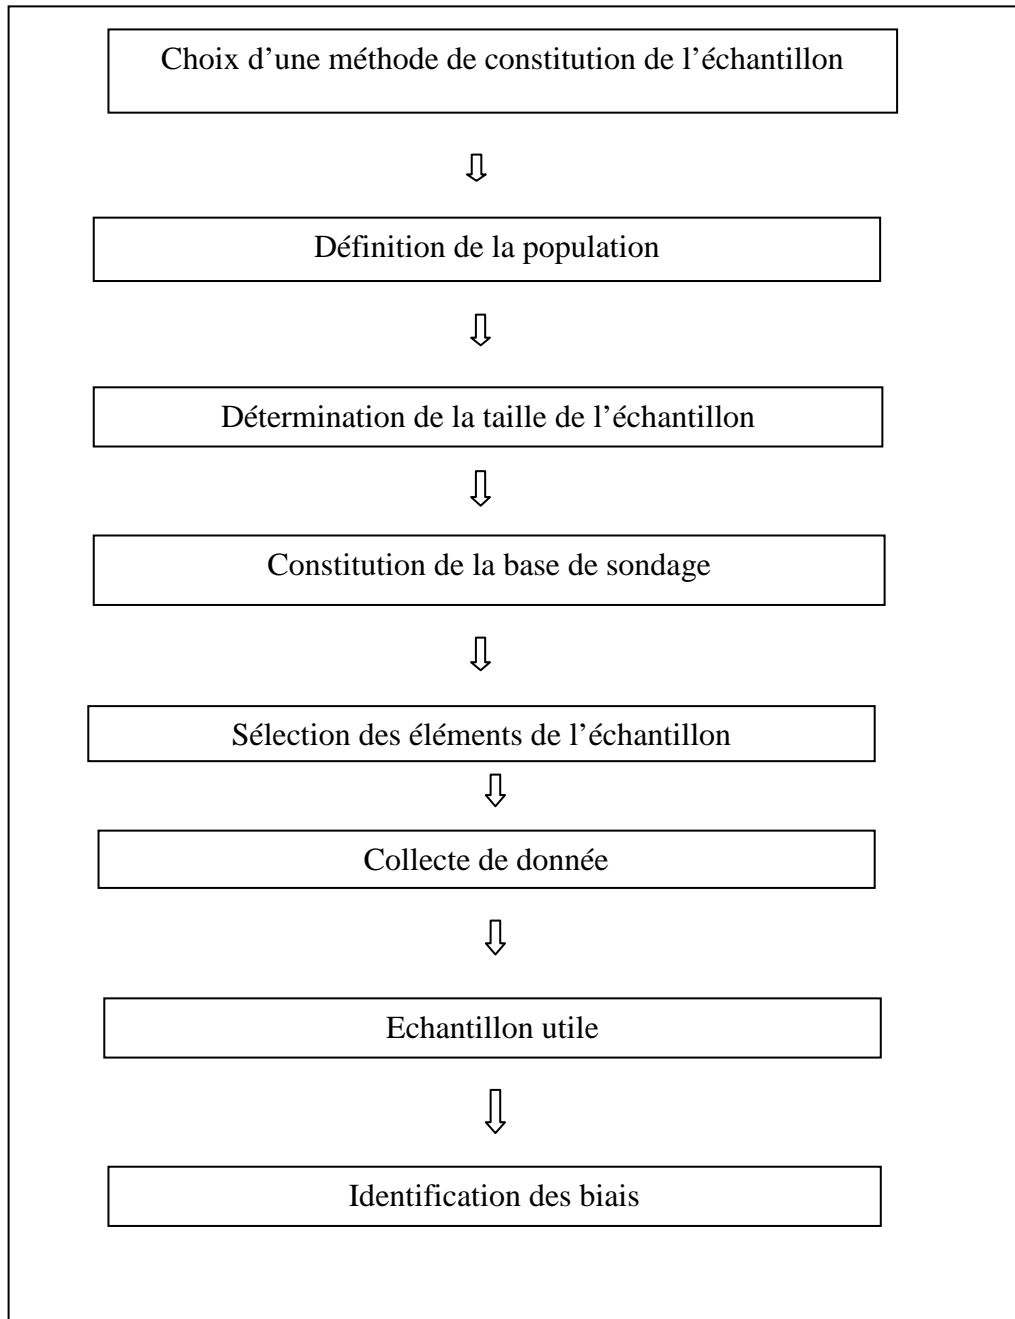 Choix d’une méthode de constitution de l’échantillon
Définition de la population
Détermination de la taille de l’échantillon
Constitution de la base de sondage
Sélection des éléments de l’échantillon
Collecte de donnée
Echantillon utile
Identification des biais